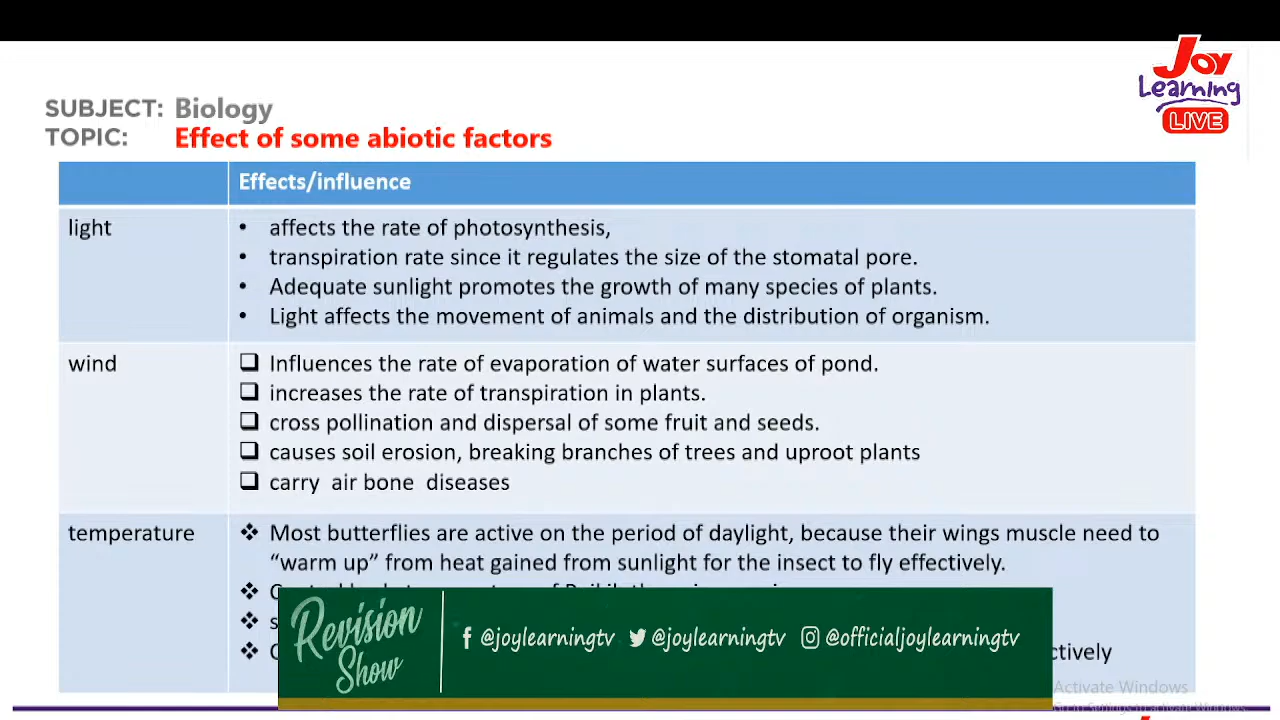 Joy
Learning
LIVE
SUBJECT: Biology
TOPIC: Effect of some abiotic factors
Effects/influence
light
• affects the rate of photosynthesis,
• transpiration rate since it regulates the size of the stomatal pore.
• Adequate sunlight promotes the growth of many species of plants.
• Light affects the movement of animals and the distribution of organism.
wind
❑ Influences the rate of evaporation of water surfaces of pond.
❑ increases the rate of transpiration in plants.
❑ cross pollination and dispersal of some fruit and seeds.
❑ causes soil erosion, breaking branches of trees and uproot plants
❑ carry air bone diseases
temperature
❖ Most butterflies are active on the period of daylight, because their wings muscle need to
"warm up" from heat gained from sunlight for the insect to fly effectively.
Revision
Show
@joylearningtv @joylearningtv @officialjoylearningtv
Activate Windows
Go to Settings to activate Windows.